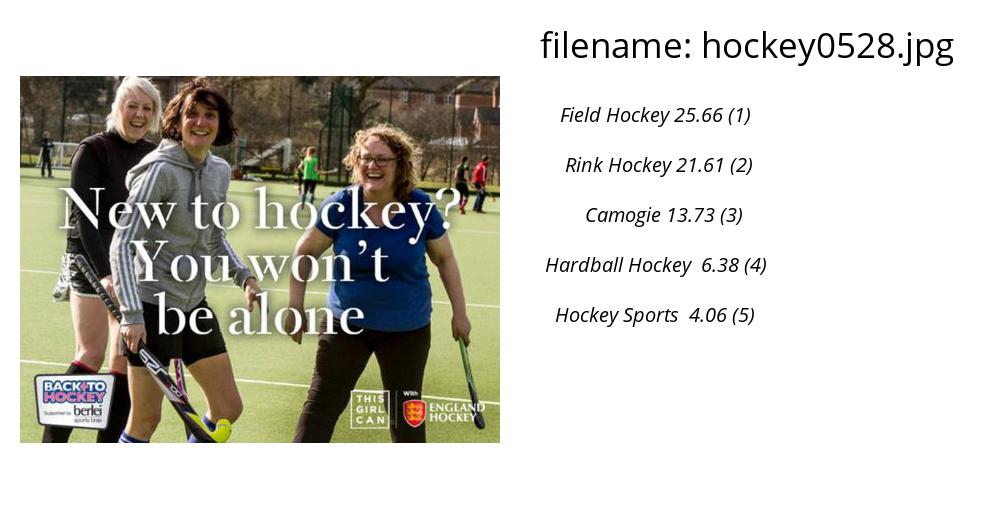 filename: hockey0528.jpg
Field Hockey 25.66 (1)
Rink Hockey 21.61 (2)
Camogie 13.73 (3)
Hardball Hockey  6.38 (4)
Hockey Sports  4.06 (5)
New to hockey?
You won't
be alone
BACK TO
HOCKEY
Supported by berlei
sports bras
THIS
GIRL
CAN
With
ENGLAND
HOCKEY